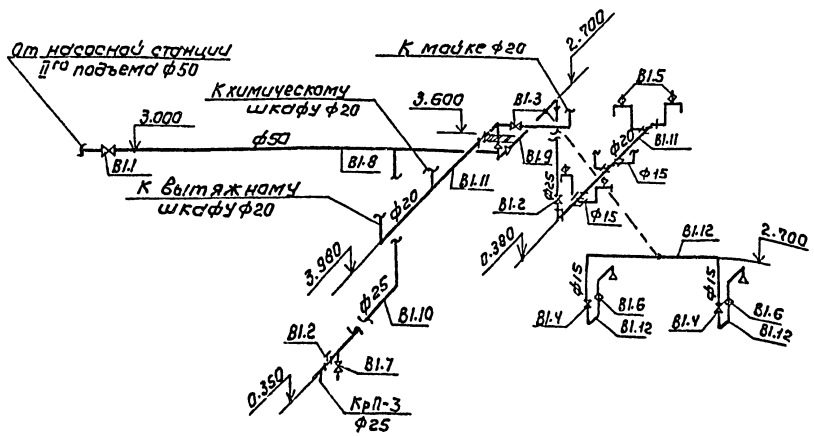 От насосной станции
IIго подъема ф50
К химическому
шкафу ф20
К мойке ф20
2.700
3.000
ф50
3.600
В1.3
В1.5
В1.1
В1.8
В1.11
В1.9
ф20
В1.11
ф15
К вытяжному
шкафу ф20
ф20
ф25
В1.2
ф15
3.980
0.380
В1.12
2.700
ф25
В1.10
ф15
ф15
В1.4
В1.6
В1.12
В1.4
В1.6
В1.12
В1.2
В1.7
0.350
КрП-3
ф25